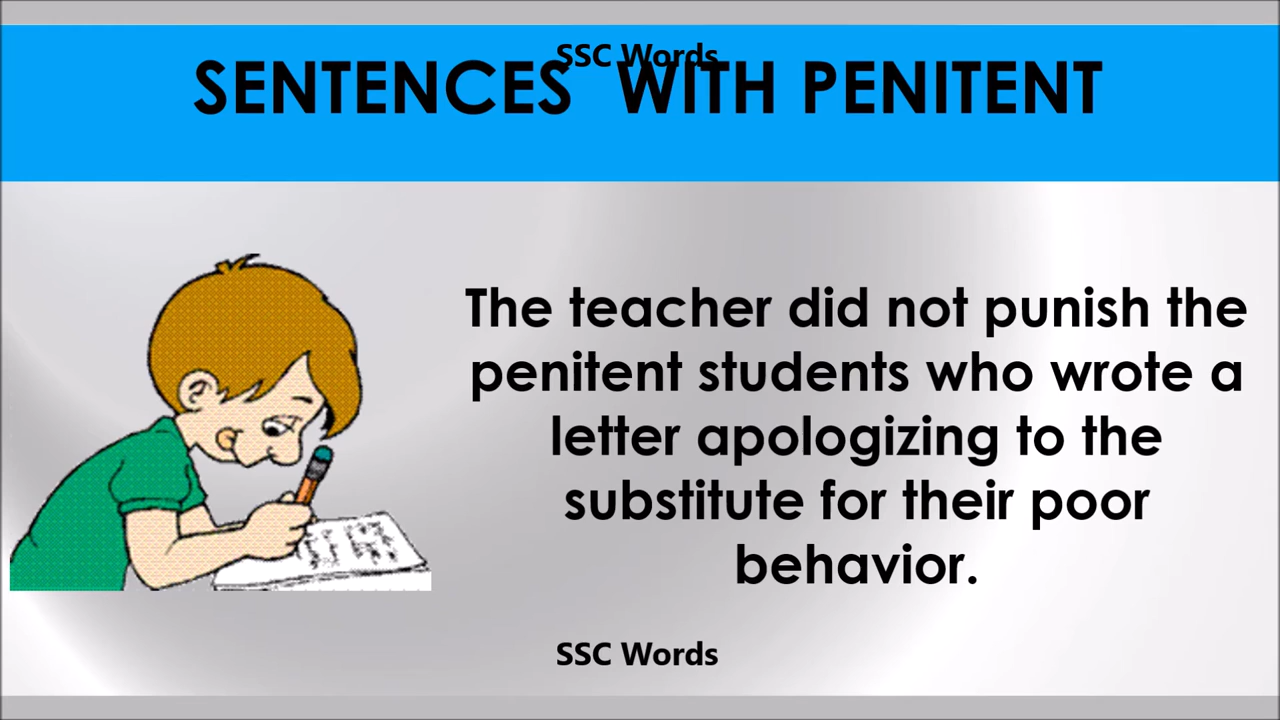 SSC Words
SENTENCES WITH PENITENT
The teacher did not punish the
penitent students who wrote a
letter apologizing to the
substitute for their poor
behavior.
SSC Words